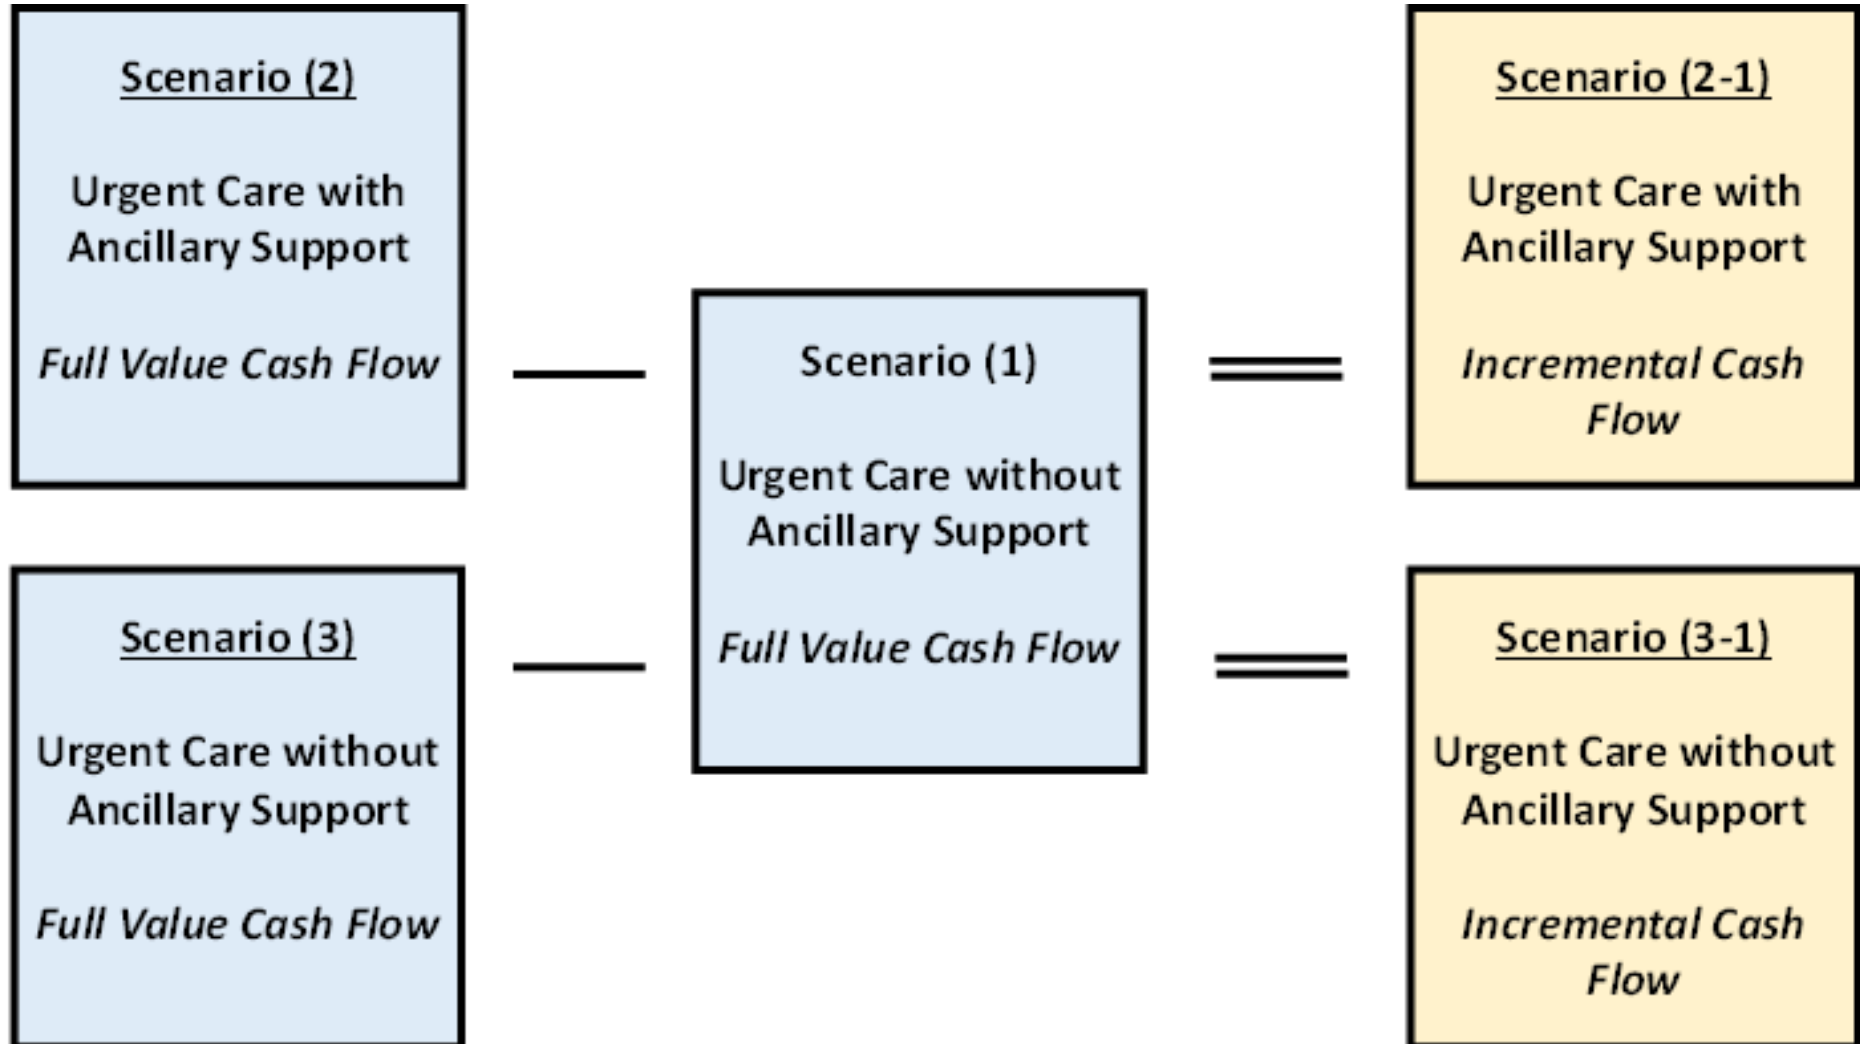 Scenario (2)
Urgent Care with
Ancillary Support
Full Value Cash Flow
Scenario (3)
Urgent Care without
Ancillary Support
Full Value Cash Flow
Scenario (1)
Urgent Care without
Ancillary Support
Full Value Cash Flow
Scenario (2-1)
Urgent Care with
Ancillary Support
Incremental Cash
Flow
Scenario (3-1)
Urgent Care without
Ancillary Support
Incremental Cash
Flow